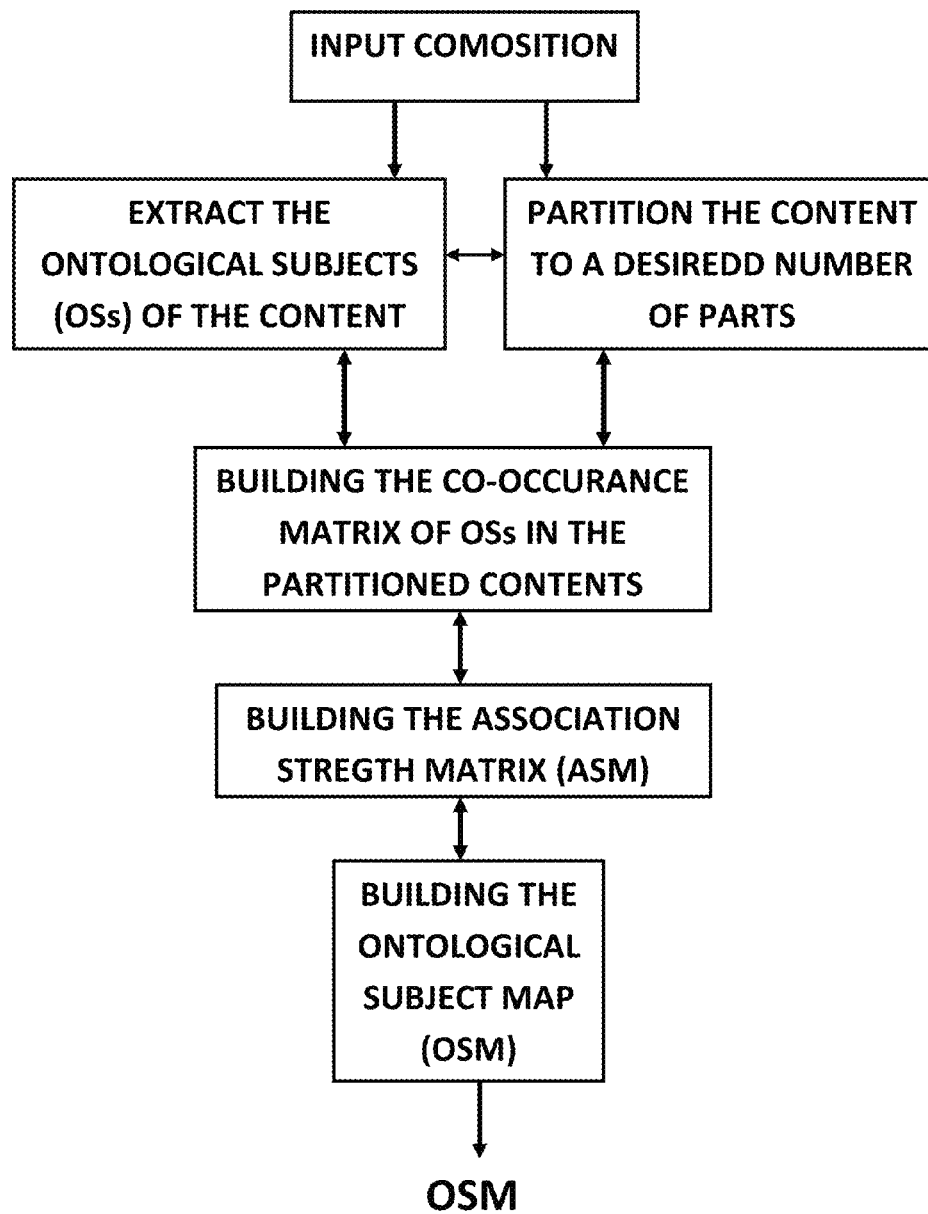 INPUT COMOSITION
EXTRACT THE
ONTOLOGICAL SUBJECTS
(OSs) OF THE CONTENT
PARTITION THE CONTENT
TO A DESIREDD NUMBER
OF PARTS
BUILDING THE CO-OCCURANCE
MATRIX OF OSs IN THE
PARTITIONED CONTENTS
BUILDING THE ASSOCIATION
STREGTH MATRIX (ASM)
BUILDING THE
ONTOLOGICAL
SUBJECT MAP
(OSM)
OSM